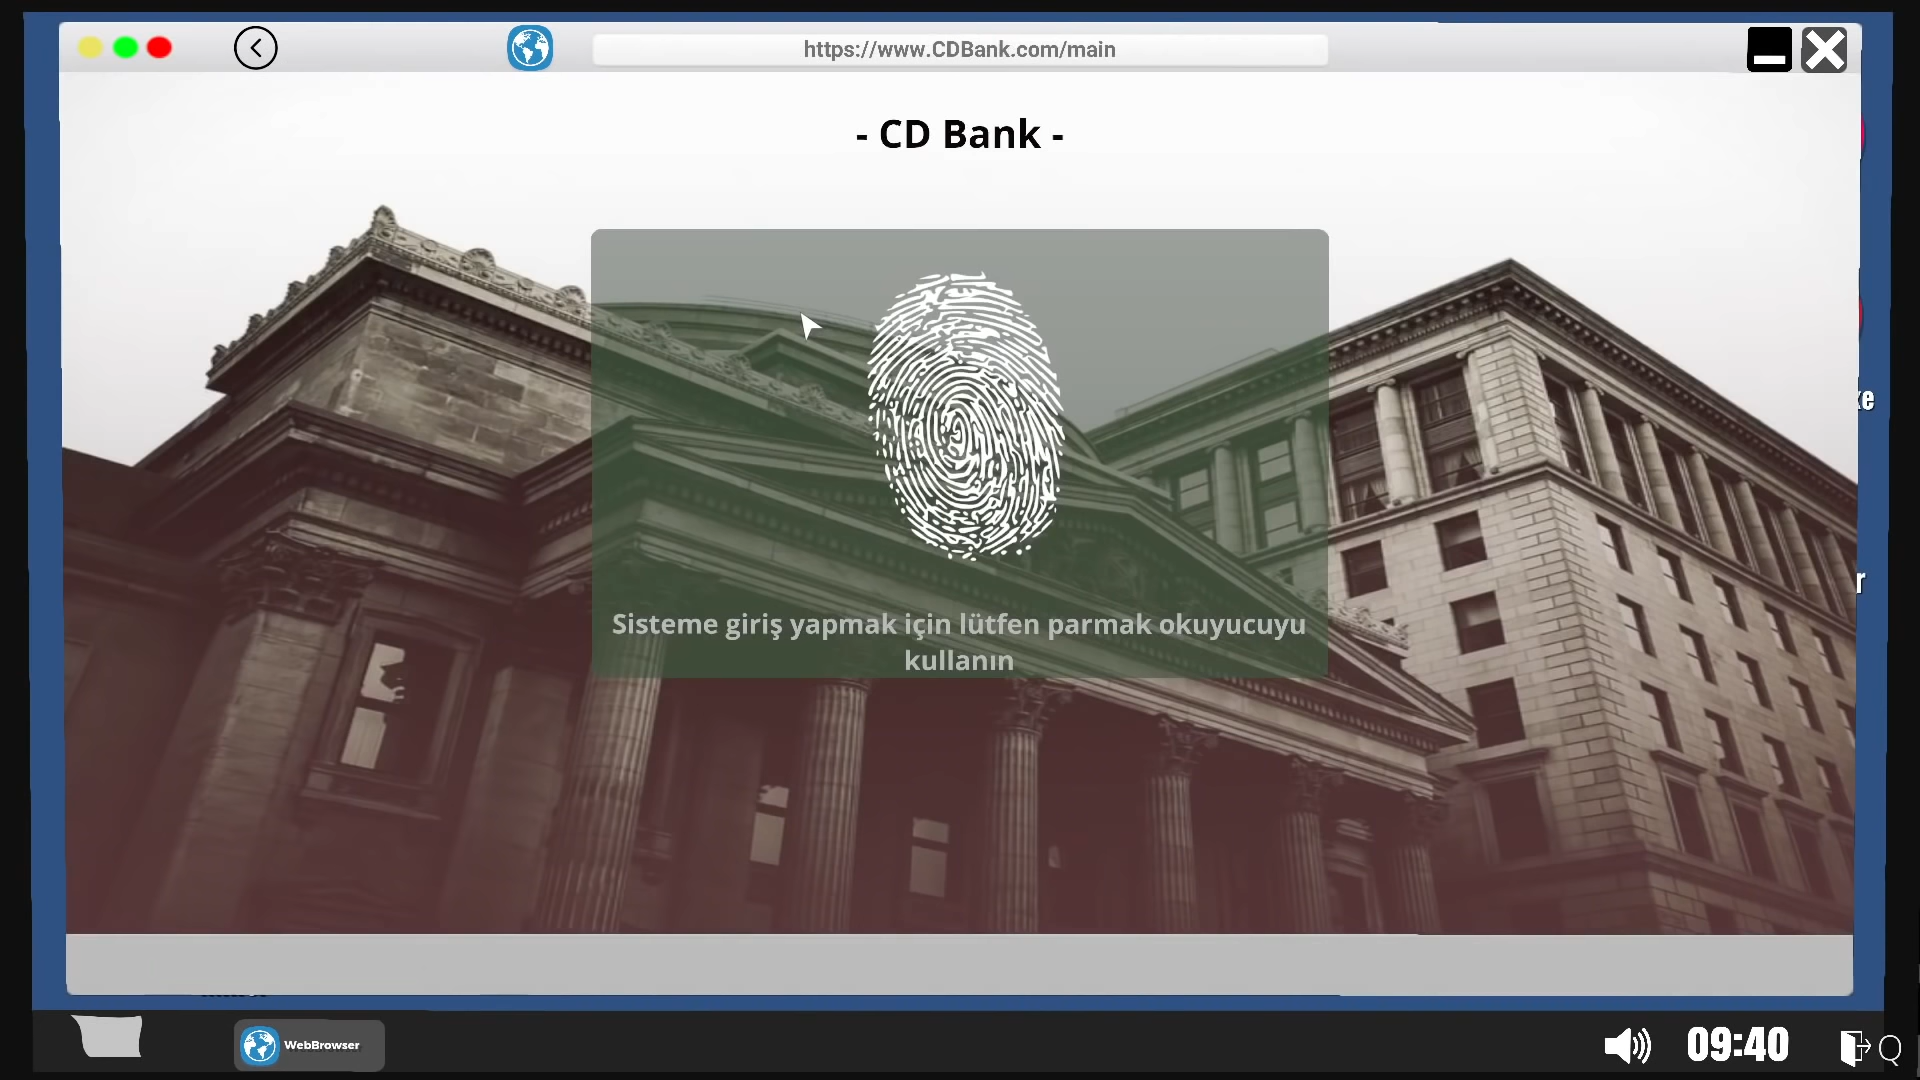 https://www.CDBank.com/main
- CD Bank -
Sisteme giriş yapmak için lütfen parmak okuyucuyu
kullanın
WebBrowser
09:40
Q